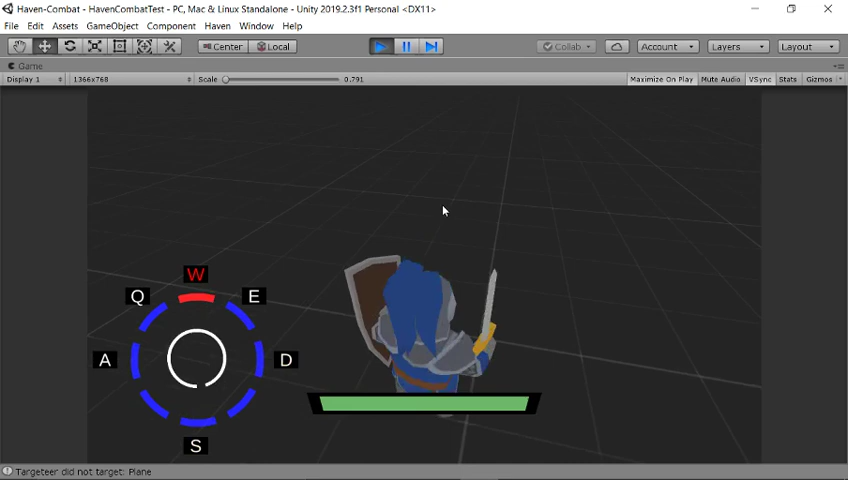 Haven-Combat - HavenCombatTest - PC, Mac & Linux Standalone - Unity 2019.2.3f1 Personal <DX11>
File Edit Assets GameObject Component Haven Window Help
Center Local Collab Account Layers Layout
Game
Display 1 1366x768 Scale 0.791 Maximize On Play Mute Audio VSync Stats Gizmos
W
Q E
A D
S
Targeteer did not target: Plane